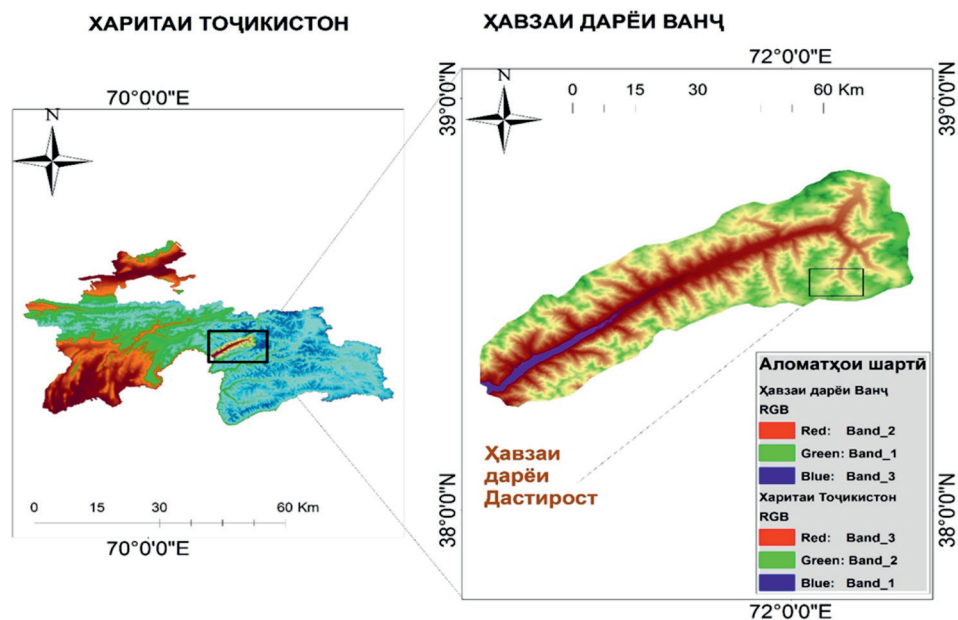 ХАРИТАИ ТОҶИКИСТОН
70°0'0"E
N
0 15 30 60 Km
70°0'0"E
ҲАВЗАИ ДАРЁИ ВАНҶ
72°0'0"E
N
0 15 30 60 Km
39°0'0"N
39°0'0"N
Ҳавзаи
дарёи
Дастирост
38°0'0"N
38°0'0"N
72°0'0"E
Аломатҳои шартӣ
Ҳавзаи дарёи Ванҷ
RGB
Red: Band_2
Green: Band_1
Blue: Band_3
Харитаи Тоҷикистон
RGB
Red: Band_3
Green: Band_2
Blue: Band_1